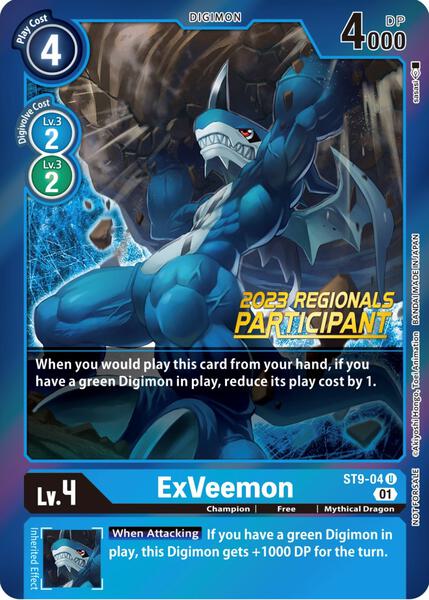 Play Cost
4
DIGIMON
DP
4000
Digivolve Cost
Lv.3
2
Lv.3
2
2023 REGIONALS
PARTICIPANT
When you would play this card from your hand, if you
have a green Digimon in play, reduce its play cost by 1.
Lv.4
ExVeemon
ST9-04 U
01
Champion | Free | Mythical Dragon
Inherited Effect
When Attacking If you have a green Digimon in
play, this Digimon gets +1000 DP for the turn.
sasasi
©Akiyoshi Hongo, Toei Animation BANDAI MADE IN JAPAN
NOT FOR SALE